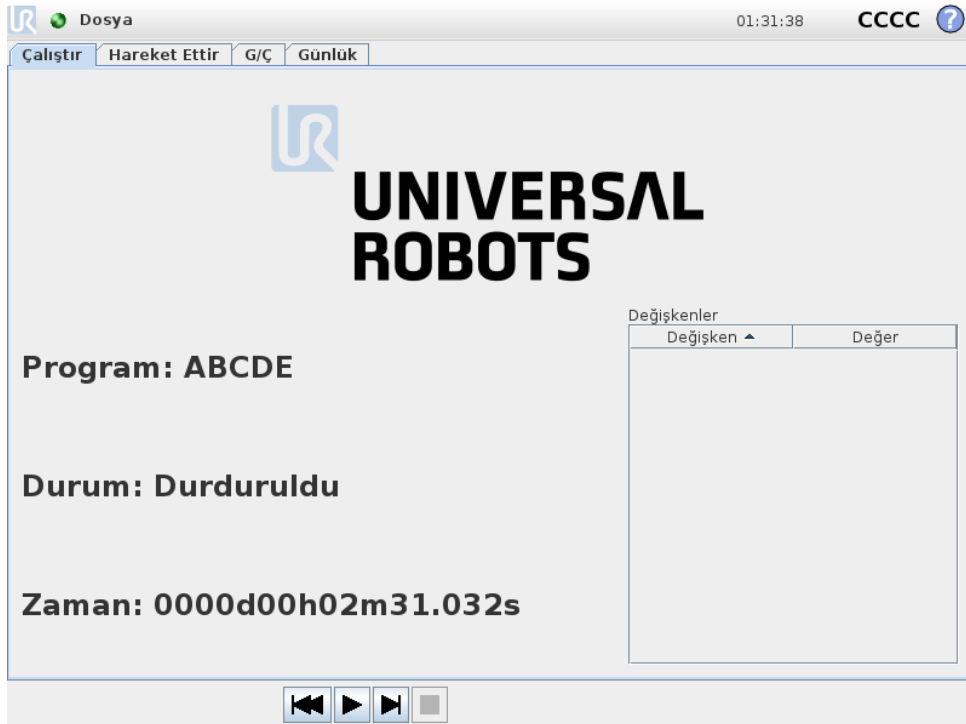 Dosya 01:31:38 CCCC ?
Çalıştır Hareket Ettir G/Ç Günlük
UR
UNIVERSAL
ROBOTS
Değişkenler
Değişken Değer
Program: ABCDE
Durum: Durduruldu
Zaman: 0000d00h02m31.032s